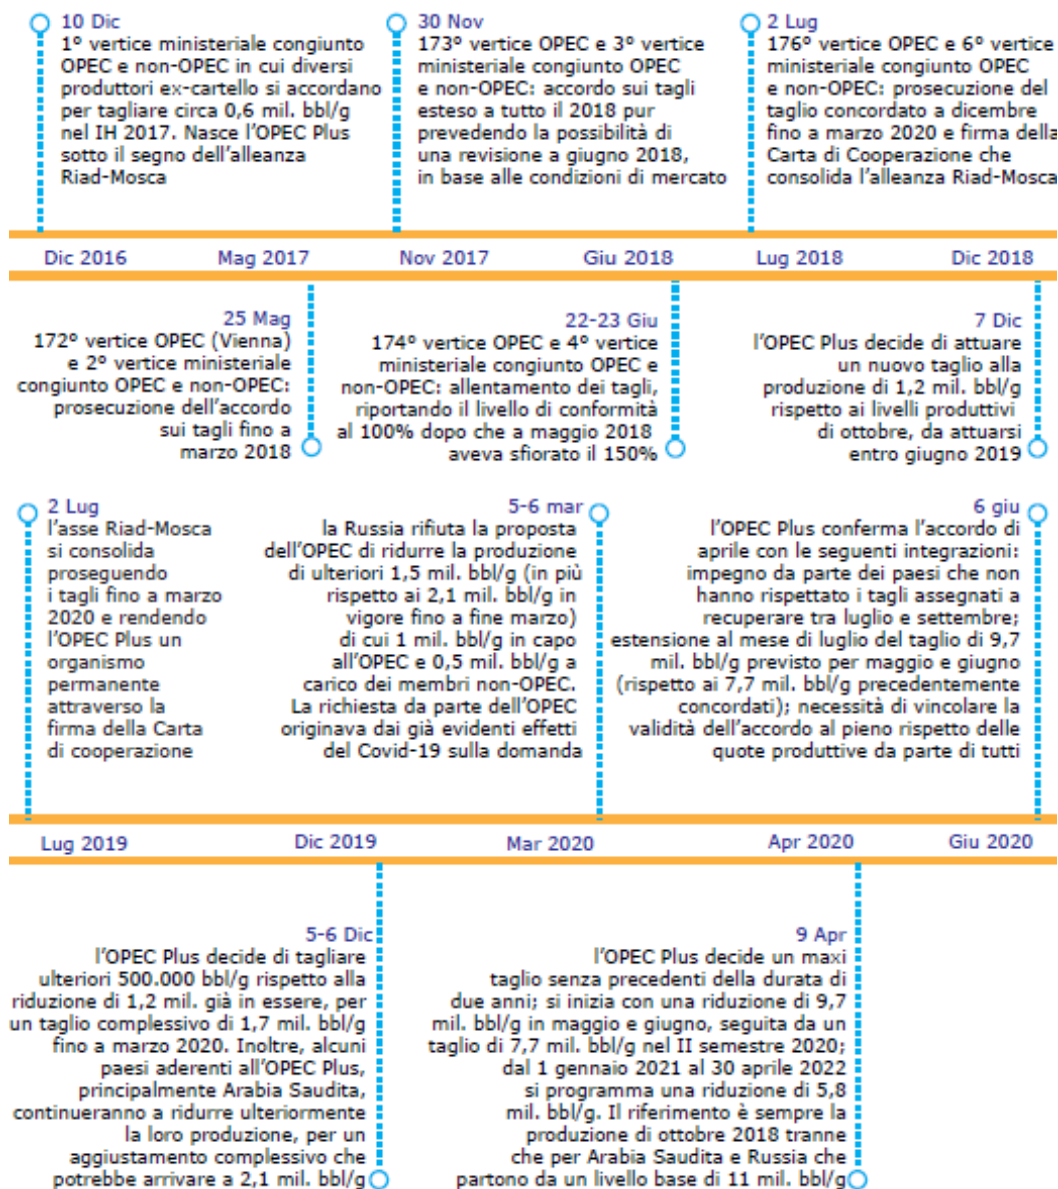 10 Dic
1º vertice ministeriale congiunto
OPEC e non-OPEC in cui diversi
produttori ex-cartello si accordano
per tagliare circa 0,6 mil. bbl/g
nel IH 2017. Nasce l'OPEC Plus
sotto il segno dell'alleanza
Riad-Mosca
30 Nov
173º vertice OPEC e 3º vertice
ministeriale congiunto OPEC
e non-OPEC: accordo sui tagli
esteso a tutto il 2018 pur
prevedendo la possibilità di
una revisione a giugno 2018,
in base alle condizioni di mercato
2 Lug
176º vertice OPEC e 6º vertice
ministeriale congiunto OPEC
e non-OPEC: prosecuzione del
taglio concordato a dicembre
fino a marzo 2020 e firma della
Carta di Cooperazione che
consolida l'alleanza Riad-Mosca
Dic 2016 Mag 2017 Nov 2017 Giu 2018 Lug 2018 Dic 2018
25 Mag
172º vertice OPEC (Vienna)
e 2º vertice ministeriale
congiunto OPEC e non-OPEC:
prosecuzione dell'accordo
sui tagli fino a
marzo 2018
22-23 Giu
174º vertice OPEC e 4º vertice
ministeriale congiunto OPEC e
non-OPEC: allentamento dei tagli,
riportando il livello di conformità
al 100% dopo che a maggio 2018
aveva sfiorato il 150%
7 Dic
l'OPEC Plus decide di attuare
un nuovo taglio alla
produzione di 1,2 mil. bbl/g
rispetto ai livelli produttivi
di ottobre, da attuarsi
entro giugno 2019
2 Lug
l'asse Riad-Mosca
si consolida
proseguendo
i tagli fino a marzo
2020 e rendendo
l'OPEC Plus un
organismo
permanente
attraverso la
firma della Carta
di cooperazione
5-6 mar
la Russia rifiuta la proposta
dell'OPEC di ridurre la produzione
di ulteriori 1,5 mil. bbl/g (in più
rispetto ai 2,1 mil. bbl/g in
vigore fino a fine marzo)
di cui 1 mil. bbl/g in capo
all'OPEC e 0,5 mil. bbl/g a
carico dei membri non-OPEC.
La richiesta da parte dell'OPEC
originava dai già evidenti effetti
del Covid-19 sulla domanda
6 giu
l'OPEC Plus conferma l'accordo di
aprile con le seguenti integrazioni:
impegno da parte dei paesi che non
hanno rispettato i tagli assegnati a
recuperare tra luglio e settembre;
estensione al mese di luglio del taglio di 9,7
mil. bbl/g previsto per maggio e giugno
(rispetto ai 7,7 mil. bbl/g precedentemente
concordati); necessità di vincolare la
validità dell'accordo al pieno rispetto delle
quote produttive da parte di tutti
Lug 2019 Dic 2019 Mar 2020 Apr 2020 Giu 2020
5-6 Dic
l'OPEC Plus decide di tagliare
ulteriori 500.000 bbl/g rispetto alla
riduzione di 1,2 mil. già in essere, per
un taglio complessivo di 1,7 mil. bbl/g
fino a marzo 2020. Inoltre, alcuni
paesi aderenti all'OPEC Plus,
principalmente Arabia Saudita,
continueranno a ridurre ulteriormente
la loro produzione, per un
aggiustamento complessivo che
potrebbe arrivare a 2,1 mil. bbl/g
9 Apr
l'OPEC Plus decide un maxi
taglio senza precedenti della durata di
due anni; si inizia con una riduzione di 9,7
mil. bbl/g in maggio e giugno, seguita da un
taglio di 7,7 mil. bbl/g nel II semestre 2020;
dal 1 gennaio 2021 al 30 aprile 2022
si programma una riduzione di 5,8
mil. bbl/g. Il riferimento è sempre la
produzione di ottobre 2018 tranne
che per Arabia Saudita e Russia che
partono da un livello base di 11 mil. bbl/g